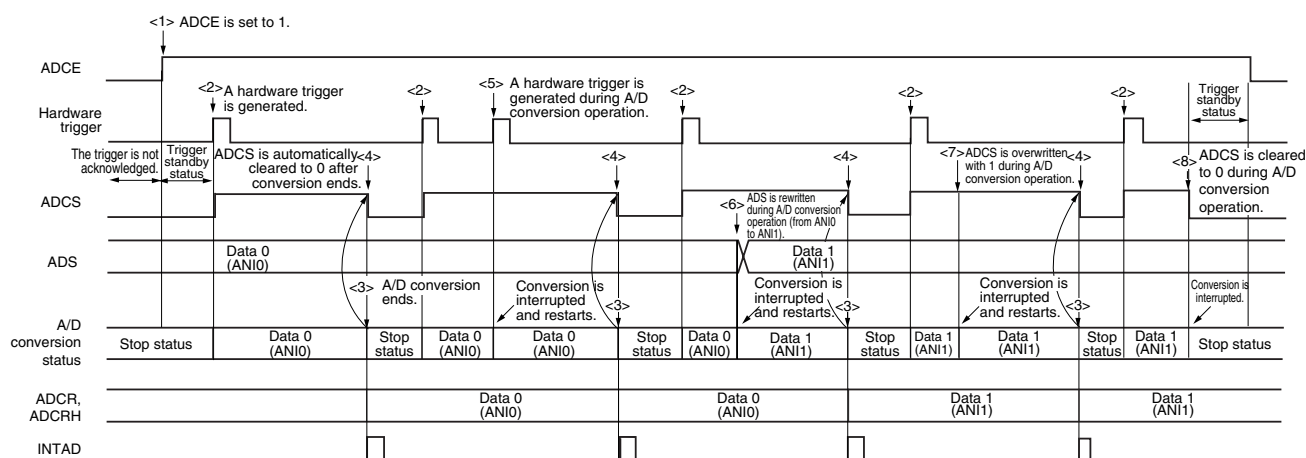 <1> ADCE is set to 1.
ADCE
<2> A hardware trigger
is generated.
<2>
<5> A hardware trigger is
generated during A/D
conversion operation.
<2>
<2>
<2>
Trigger
standby
status
Hardware
trigger
The trigger is not
acknowledged.
Trigger
standby
status
ADCS is automatically
cleared to 0 after
conversion ends.
<4>
<4>
<4>
<7> ADCS is overwritten
with 1 during A/D
conversion operation.
<4>
<8> ADCS is cleared
to 0 during A/D
conversion
operation.
ADCS
<6> ADS is rewritten
during A/D conversion
operation (from ANI0
to ANI1).
ADS
Data 0
(ANI0)
Data 1
(ANI1)
<3> A/D conversion
ends.
Conversion is
interrupted
and restarts.
<3>
Conversion is
interrupted
and restarts.
<3>
Conversion is
interrupted
and restarts.
<3>
Conversion is
interrupted.
A/D
conversion
status
Stop status
Data 0
(ANI0)
Stop
status
Data 0
(ANI0)
Data 0
(ANI0)
Stop
status
Data 0
(ANI0)
Data 1
(ANI1)
Stop
status
Data 1
(ANI1)
Data 1
(ANI1)
Stop
status
Data 1
(ANI1)
Stop status
ADCR,
ADCRH
Data 0
(ANI0)
Data 0
(ANI0)
Data 1
(ANI1)
Data 1
(ANI1)
INTAD